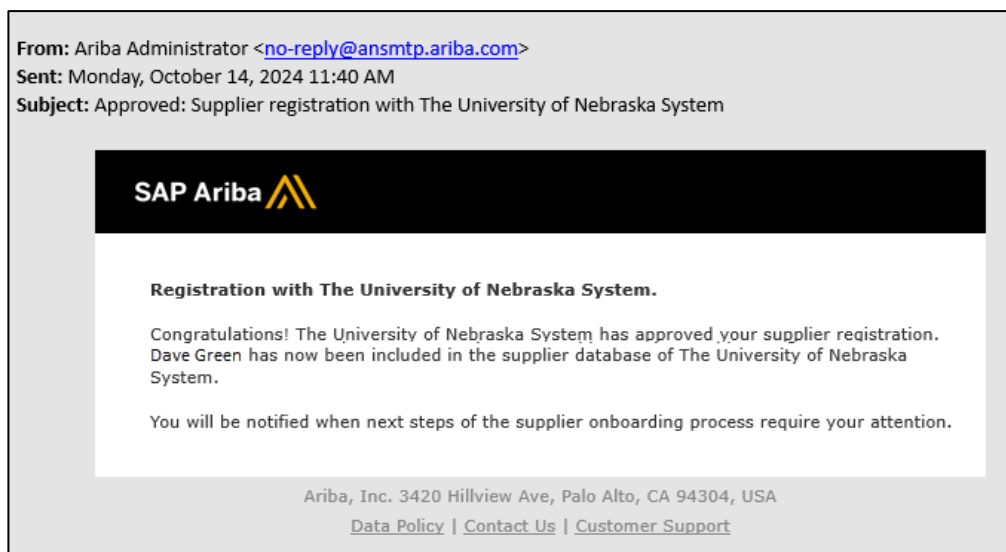 From: Ariba Administrator <no-reply@ansmtp.ariba.com>
Sent: Monday, October 14, 2024 11:40 AM
Subject: Approved: Supplier registration with The University of Nebraska System
SAP Ariba
Registration with The University of Nebraska System.
Congratulations! The University of Nebraska System has approved your supplier registration.
Dave Green has now been included in the supplier database of The University of Nebraska
System.
You will be notified when next steps of the supplier onboarding process require your attention.
Ariba, Inc. 3420 Hillview Ave, Palo Alto, CA 94304, USA
Data Policy | Contact Us | Customer Support